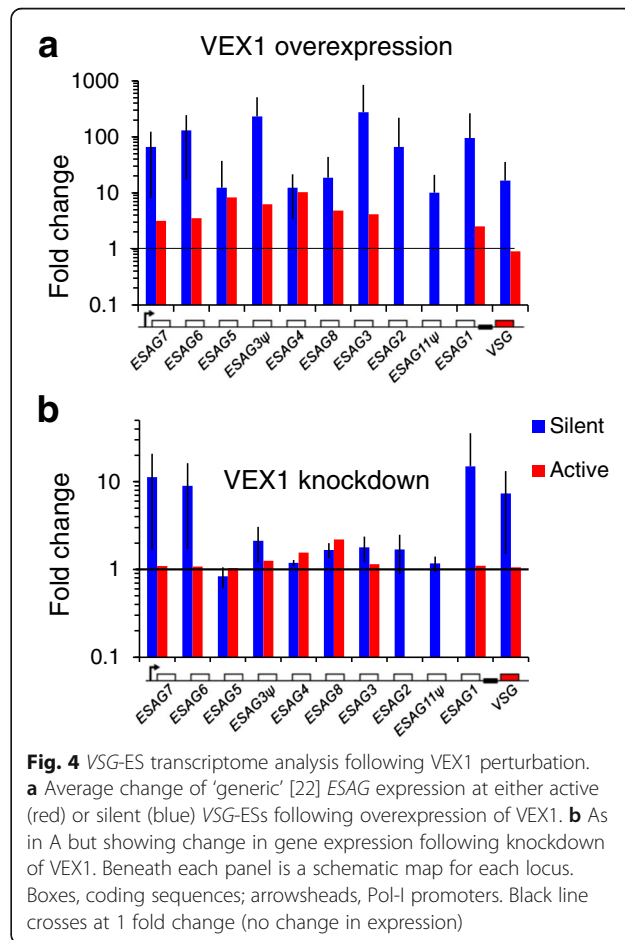 a
VEX1 overexpression
Fold change
1000
100
10
1
0.1
ESAG7 ESAG6 ESAG5 ESAG3ψ ESAG4 ESAG8 ESAG3 ESAG2 ESAG11ψ ESAG1 VSG
b
VEX1 knockdown
Silent
Active
Fold change
10
1
0.1
ESAG7 ESAG6 ESAG5 ESAG3ψ ESAG4 ESAG8 ESAG3 ESAG2 ESAG11ψ ESAG1 VSG
Fig. 4 VSG-ES transcriptome analysis following VEX1 perturbation.
a Average change of ‘generic’ [22] ESAG expression at either active
(red) or silent (blue) VSG-ESs following overexpression of VEX1. b As
in A but showing change in gene expression following knockdown
of VEX1. Beneath each panel is a schematic map for each locus.
Boxes, coding sequences; arrowsheads, Pol-I promoters. Black line
crosses at 1 fold change (no change in expression)